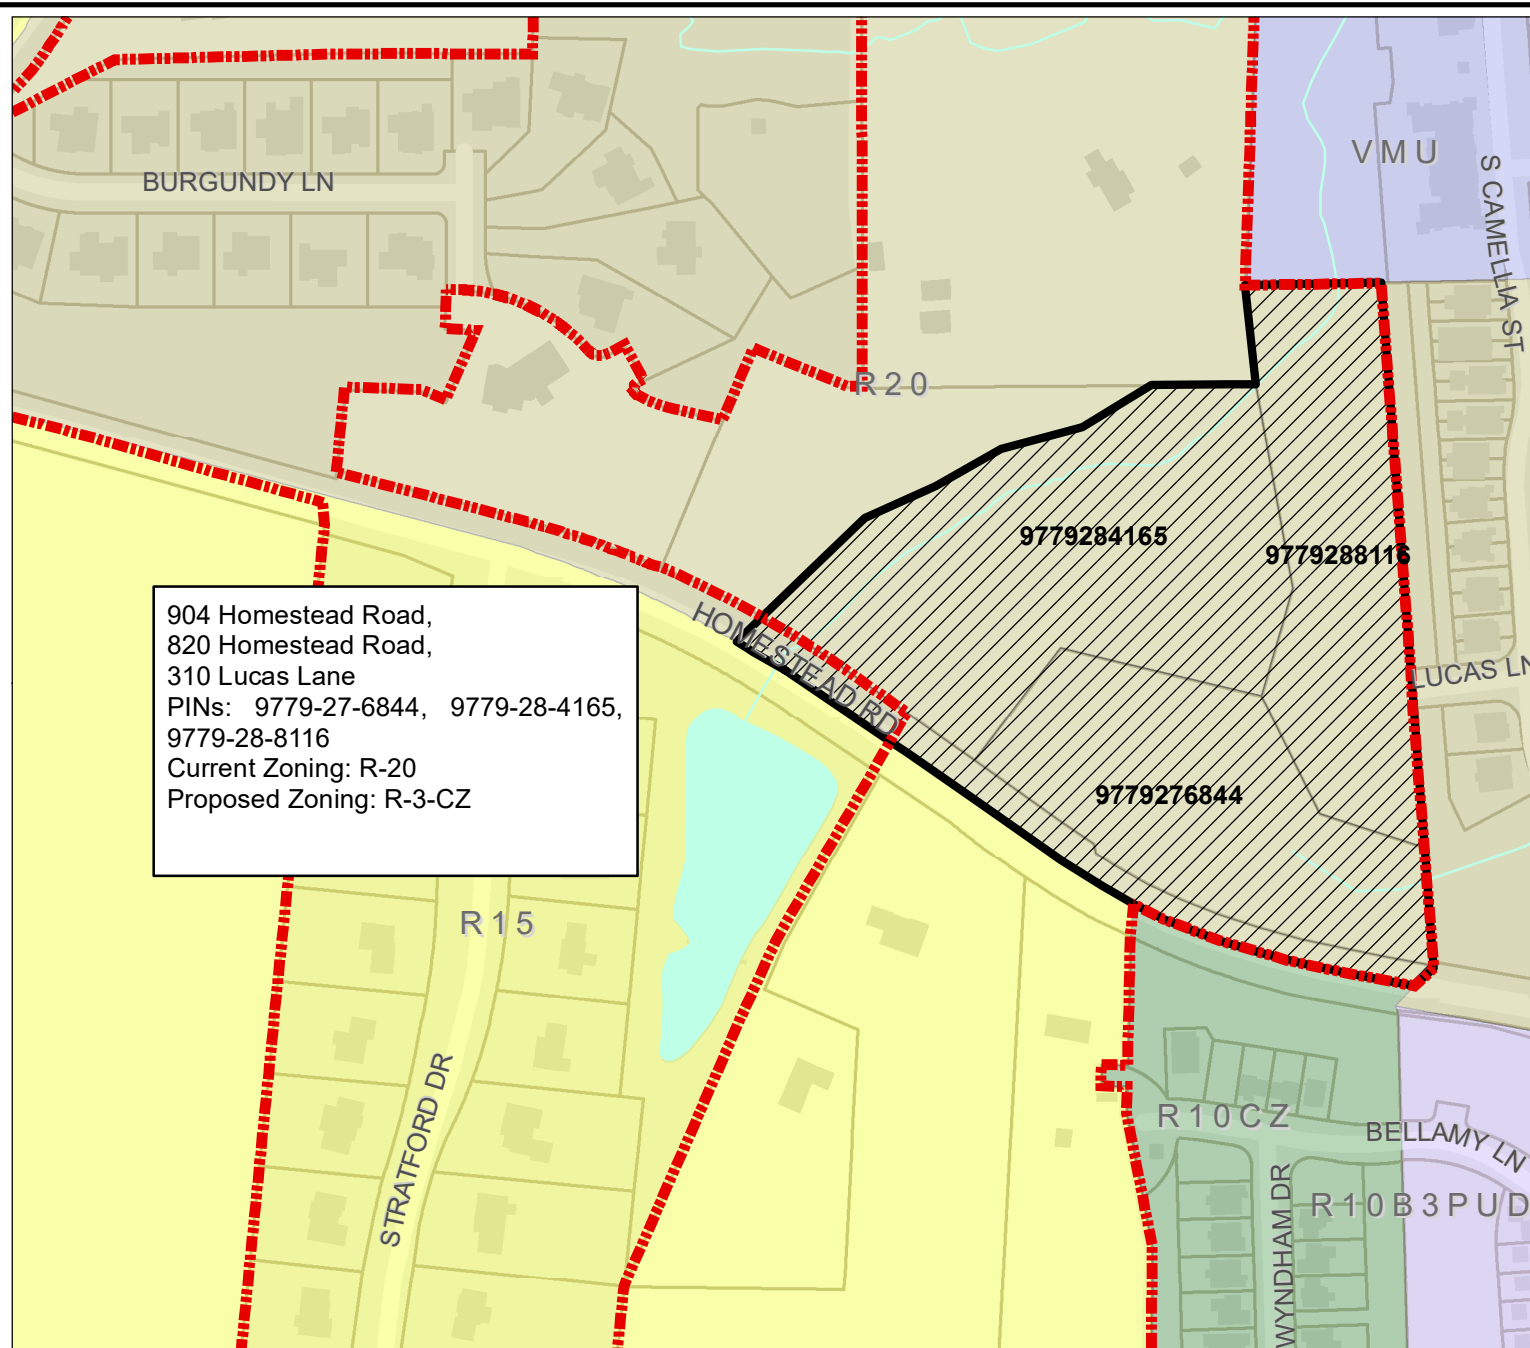 VMU
S CAMELLIA ST
BURGUNDY LN
R20
9779284165
9779288116
904 Homestead Road,
820 Homestead Road,
310 Lucas Lane
PINs: 9779-27-6844, 9779-28-4165,
9779-28-8116
Current Zoning: R-20
Proposed Zoning: R-3-CZ
HOMESTEAD RD
LUCAS LN
9779276844
R15
STRATFORD DR
R10CZ
BELLAMY LN
WYNDHAM DR
R10B3PUD